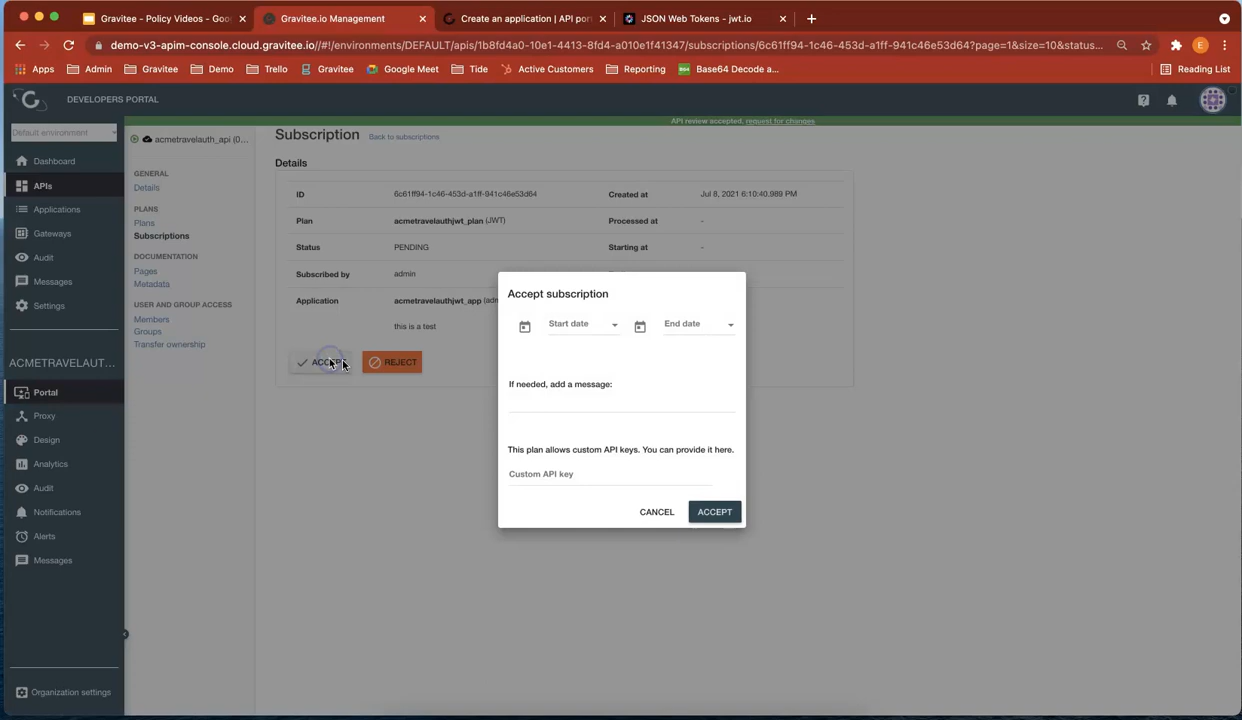 Gravitee - Policy Videos - Goo
Gravitee.io Management
Create an application | API por
JSON Web Tokens - jwt.io
demo-v3-apim-console.cloud.gravitee.io//#!/environments/DEFAULT/apis/1b8fd4a0-10e1-4413-8fd4-a010e1f41347/subscriptions/6c61ff94-1c46-453d-a1ff-941c46e53d64?page=1&size=10&status...
E
Apps
Admin
Gravitee
Demo
Trello
Gravitee
Google Meet
Tide
Active Customers
Reporting
Base64 Decode a...
Reading List
DEVELOPERS PORTAL
API review accepted, request for changes
Default environment
Dashboard
APIs
Applications
Gateways
Audit
Messages
Settings
ACMETRAVELAUT...
Portal
Proxy
Design
Analytics
Audit
Notifications
Alerts
Messages
Organization settings
acmetravelauth_api (0...
GENERAL
Details
PLANS
Plans
Subscriptions
DOCUMENTATION
Pages
Metadata
USER AND GROUP ACCESS
Members
Groups
Transfer ownership
Subscription Back to subscriptions
Details
ID 6c61ff94-1c46-453d-a1ff-941c46e53d64 Created at Jul 8, 2021 6:10:40.989 PM
Plan acmetravelauthjwt_plan (JWT) Processed at -
Status PENDING Starting at -
Subscribed by admin
Application acmetravelauthjwt_app (adm
this is a test
ACCEPT REJECT
Accept subscription
Start date End date
If needed, add a message:
This plan allows custom API keys. You can provide it here.
Custom API key
CANCEL ACCEPT